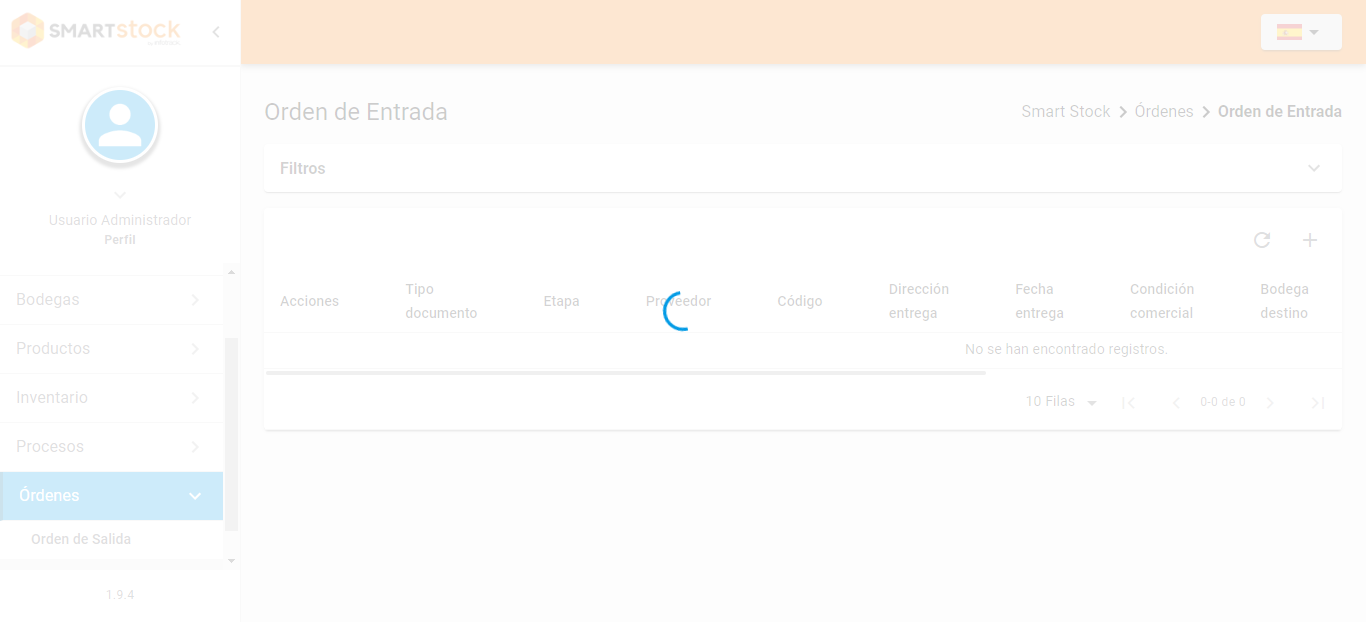 SMARTstock
Usuario Administrador
Perfil
Bodegas
Productos
Inventario
Procesos
Órdenes
Orden de Salida
1.9.4
Orden de Entrada
Smart Stock Órdenes Orden de Entrada
Filtros
Acciones
Tipo
documento
Etapa
Proveedor
Código
Dirección
entrega
Fecha
entrega
Condición
comercial
Bodega
destino
No se han encontrado registros.
10 Filas
0-0 de 0